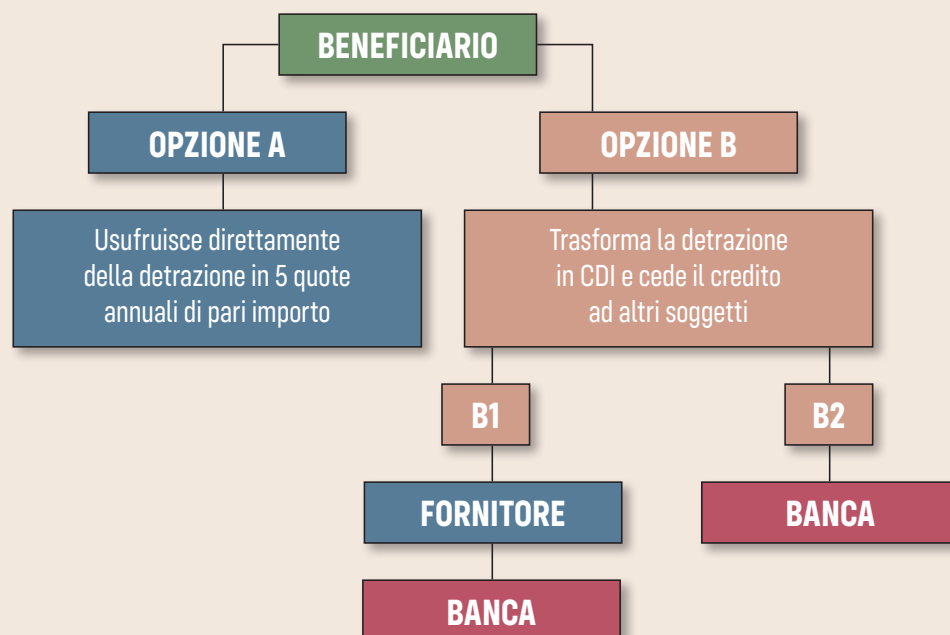 BENEFICIARIO
OPZIONE A
OPZIONE B
Usufruisce direttamente
della detrazione in 5 quote
annuali di pari importo
Trasforma la detrazione
in CDI e cede il credito
ad altri soggetti
B1
B2
FORNITORE
BANCA
BANCA